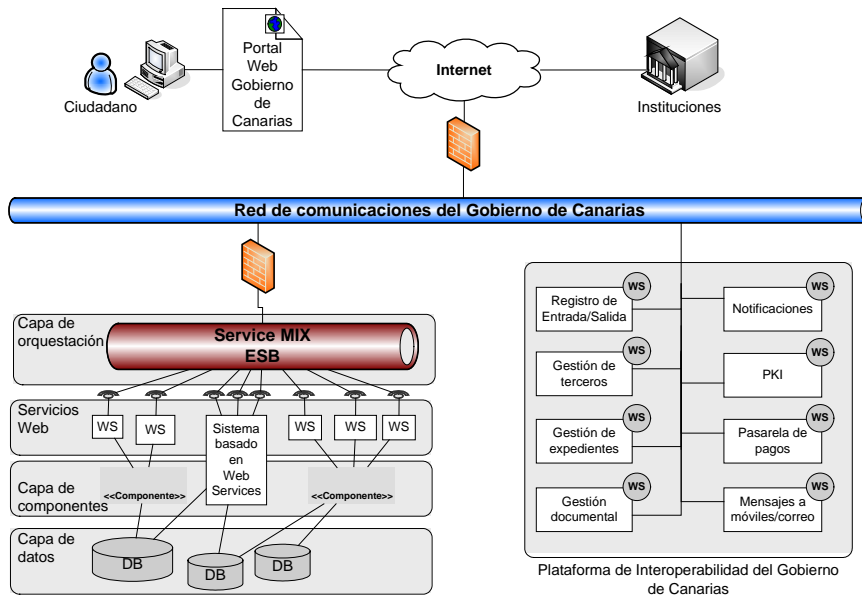 Ciudadano
Portal
Web
Gobierno
de
Canarias
Internet
Instituciones
Red de comunicaciones del Gobierno de Canarias
Capa de
orquestación
Service MIX
ESB
Servicios
Web
WS
WS
Sistema
basado
en
Web
Services
WS
WS
WS
Capa de
componentes
<<Componente>>
<<Componente>>
Capa de
datos
DB
DB
DB
WS
Registro de
Entrada/Salida
WS
Notificaciones
WS
Gestión de
terceros
WS
PKI
WS
Gestión de
expedientes
WS
Pasarela de
pagos
WS
Gestión
documental
WS
Mensajes a
móviles/correo
Plataforma de Interoperabilidad del Gobierno
de Canarias